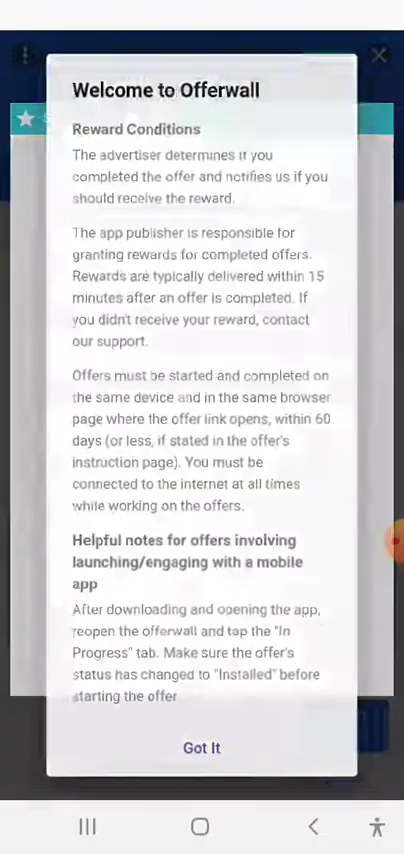 Welcome to Offerwall
Reward Conditions
The advertiser determines if you
completed the offer and notifies us if you
should receive the reward.
The app publisher is responsible for
granting rewards for completed offers.
Rewards are typically delivered within 15
minutes after an offer is completed. If
you didn't receive your reward, contact
our support.
Offers must be started and completed on
the same device and in the same browser
page where the offer link opens, within 60
days (or less, if stated in the offer's
instruction page). You must be
connected to the internet at all times
while working on the offers.
Helpful notes for offers involving
launching/engaging with a mobile
app
After downloading and opening the app,
reopen the offerwall and tap the "In
Progress" tab. Make sure the offer's
status has changed to "Installed" before
starting the offer
Got It